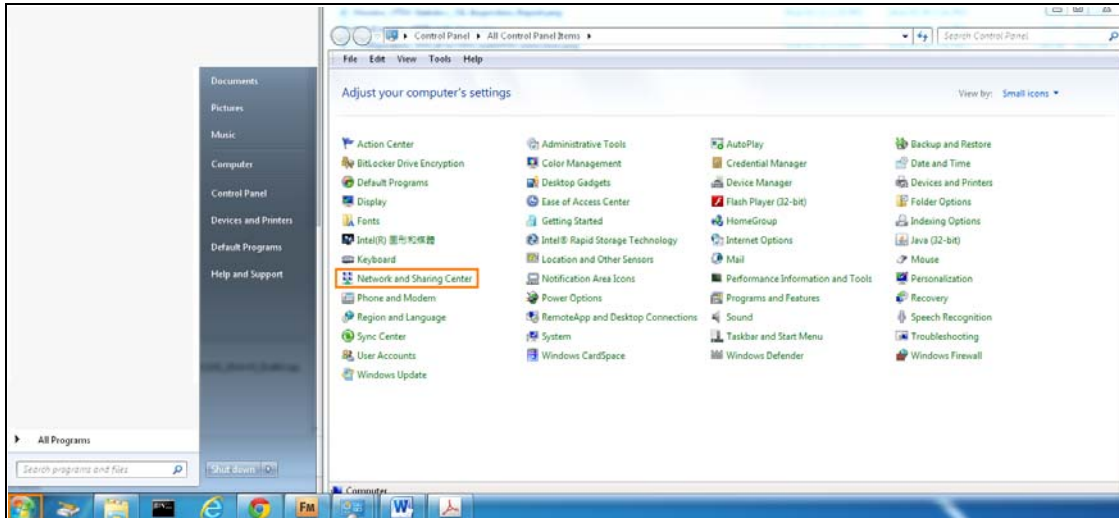 Control Panel ▸ All Control Panel Items ▸
Search Control Panel
File Edit View Tools Help
Adjust your computer's settings
View by: Small icons
Action Center
Administrative Tools
AutoPlay
Backup and Restore
BitLocker Drive Encryption
Color Management
Credential Manager
Date and Time
Default Programs
Desktop Gadgets
Device Manager
Devices and Printers
Display
Ease of Access Center
Flash Player (32-bit)
Folder Options
Fonts
Getting Started
HomeGroup
Indexing Options
Intel(R) 圖形和媒體
Intel® Rapid Storage Technology
Internet Options
Java (32-bit)
Keyboard
Location and Other Sensors
Mail
Mouse
Network and Sharing Center
Notification Area Icons
Performance Information and Tools
Personalization
Phone and Modem
Power Options
Programs and Features
Recovery
Region and Language
RemoteApp and Desktop Connections
Sound
Speech Recognition
Sync Center
System
Taskbar and Start Menu
Troubleshooting
User Accounts
Windows CardSpace
Windows Defender
Windows Firewall
Windows Update
Documents
Pictures
Music
Computer
Control Panel
Devices and Printers
Default Programs
Help and Support
All Programs
Search programs and files
Shut down
Computer
FM
W